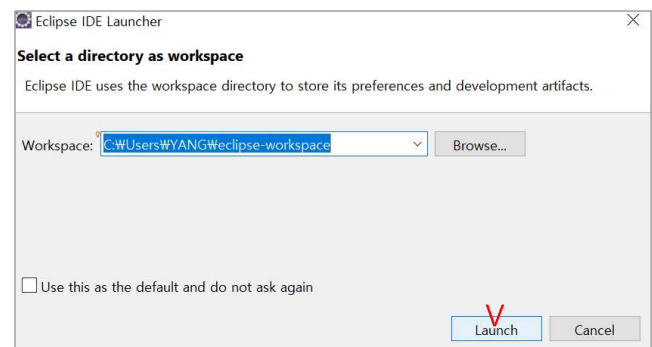 Eclipse IDE Launcher
Select a directory as workspace
Eclipse IDE uses the workspace directory to store its preferences and development artifacts.
Workspace: C:₩Users₩YANG₩eclipse-workspace Browse...
Use this as the default and do not ask again
V
Launch Cancel